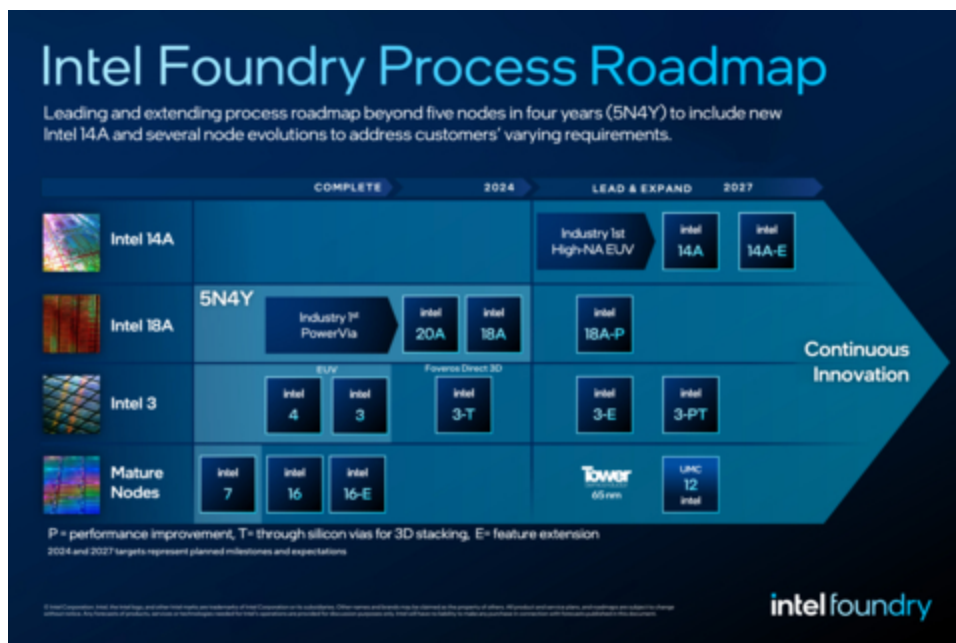 Intel Foundry Process Roadmap
Leading and extending process roadmap beyond five nodes in four years (5N4Y) to include new
Intel 14A and several node evolutions to address customers' varying requirements.
COMPLETE
2024
LEAD & EXPAND
2027
Intel 14A
Industry 1st
High-NA EUV
intel
14A
intel
14A-E
5N4Y
Intel 18A
Industry 1st
PowerVia
intel
20A
intel
18A
intel
18A-P
Continuous
Innovation
EUV
Foveros Direct 3D
Intel 3
intel
4
intel
3
intel
3-T
intel
3-E
intel
3-PT
Mature
Nodes
intel
7
intel
16
intel
16-E
Tower
65 nm
UMC
12
intel
P = performance improvement, T= through silicon vias for 3D stacking, E= feature extension
2024 and 2027 targets represent planned milestones and expectations
intel foundry